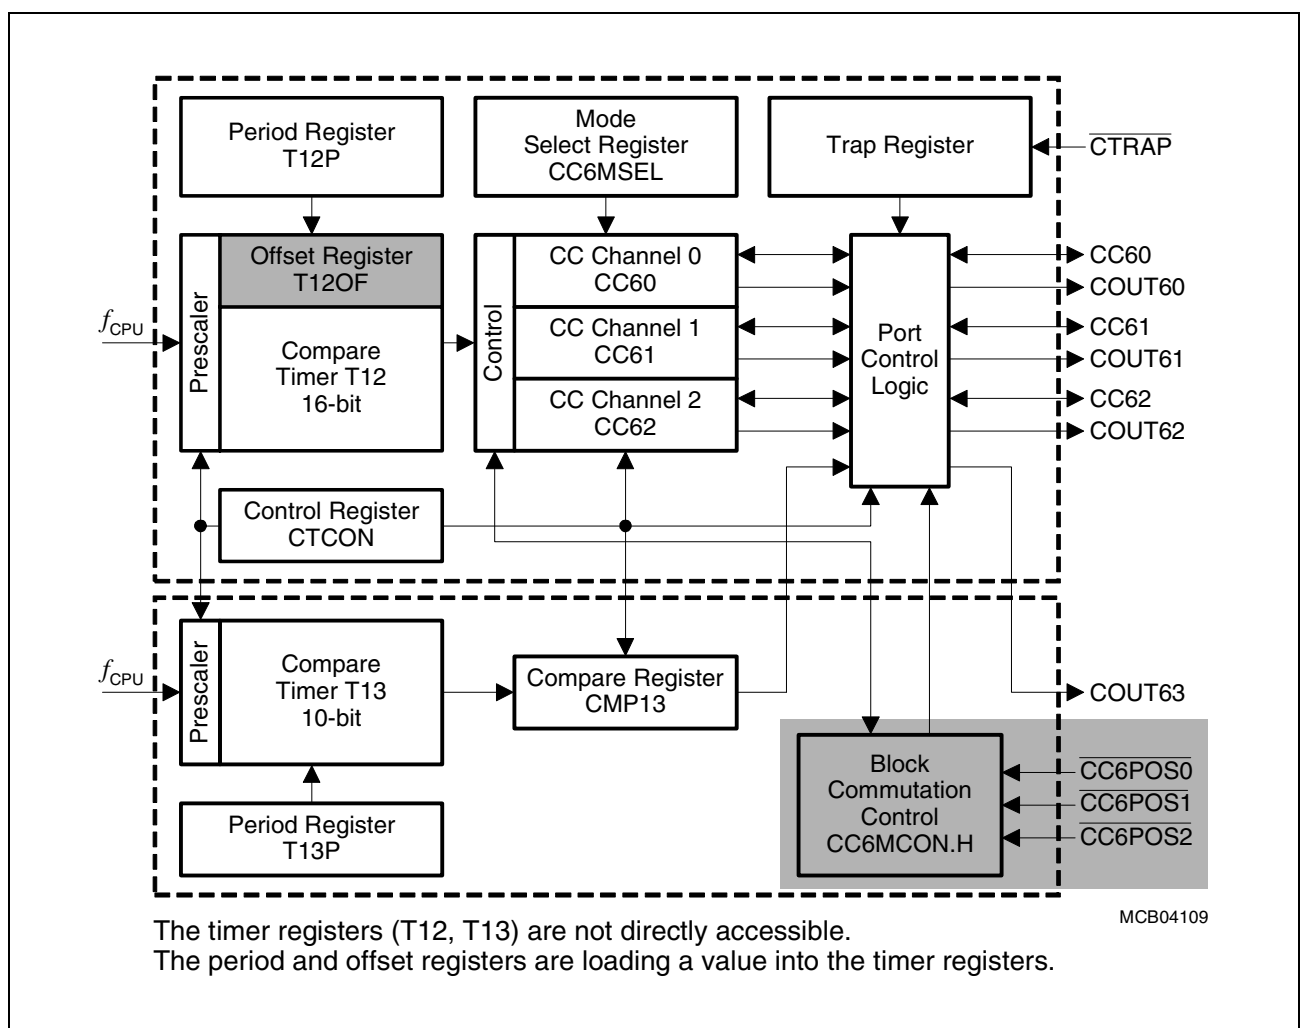 Period Register
T12P
Mode
Select Register
CC6MSEL
Trap Register
CTRAP
Prescaler
Offset Register
T12OF
Compare
Timer T12
16-bit
fCPU
Control
CC Channel 0
CC60
CC Channel 1
CC61
CC Channel 2
CC62
Port
Control
Logic
CC60
COUT60
CC61
COUT61
CC62
COUT62
Control Register
CTCON
fCPU
Prescaler
Compare
Timer T13
10-bit
Compare Register
CMP13
COUT63
Period Register
T13P
Block
Commutation
Control
CC6MCON.H
CC6POS0
CC6POS1
CC6POS2
MCB04109
The timer registers (T12, T13) are not directly accessible.
The period and offset registers are loading a value into the timer registers.